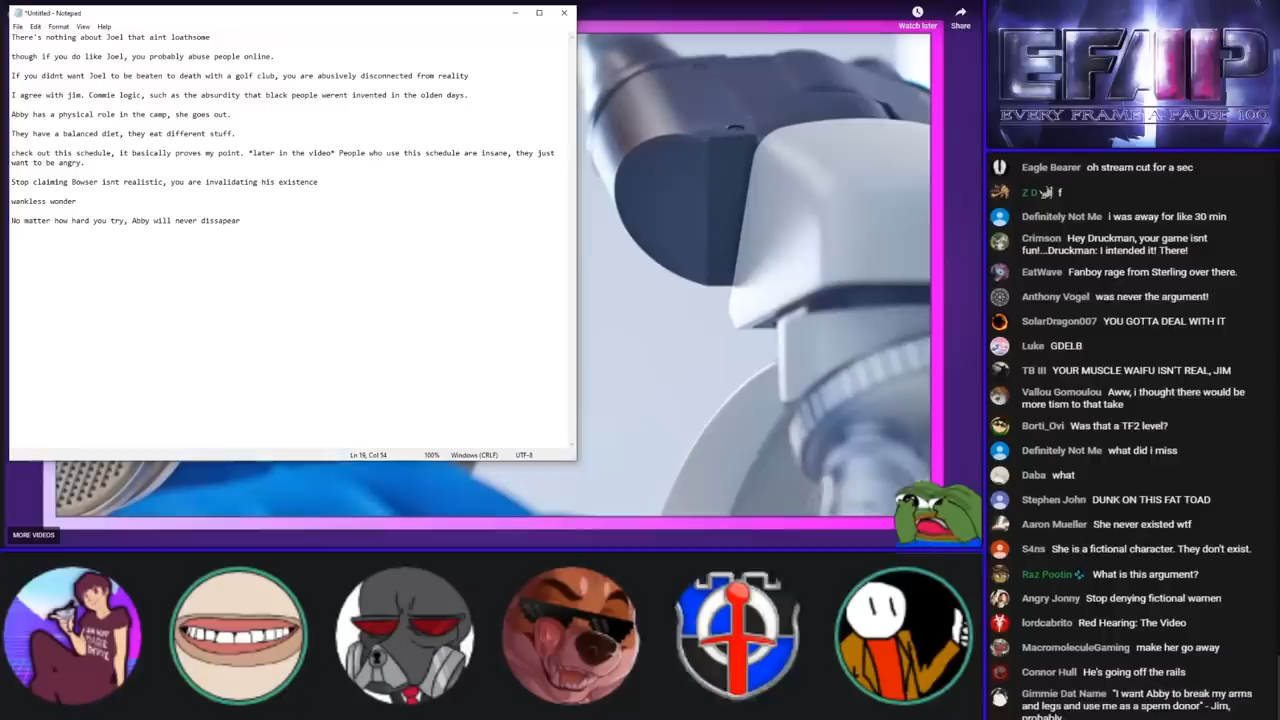 *Untitled - Notepad
File Edit Format View Help
There's nothing about Joel that aint loathsome
though if you do like Joel, you probably abuse people online.
If you didnt want Joel to be beaten to death with a golf club, you are abusively disconnected from reality
I agree with jim. Commie logic, such as the absurdity that black people werent invented in the olden days.
Abby has a physical role in the camp, she goes out.
They have a balanced diet, they eat different stuff.
check out this schedule, it basically proves my point. *later in the video* People who use this schedule are insane, they just
want to be angry.
Stop claiming Bowser isnt realistic, you are invalidating his existence
wankless wonder
No matter how hard you try, Abby will never dissapear
Ln 19, Col 54 100% Windows (CRLF) UTF-8
MORE VIDEOS
Watch later Share
EFAP
EVERY FRAME A PAUSE 100
Eagle Bearer oh stream cut for a sec
Z D f
Definitely Not Me i was away for like 30 min
Crimson Hey Druckman, your game isnt
fun!...Druckman: I intended it! There!
EatWave Fanboy rage from Sterling over there.
Anthony Vogel was never the argument!
SolarDragon007 YOU GOTTA DEAL WITH IT
Luke GDELB
TB III YOUR MUSCLE WAIFU ISN'T REAL, JIM
Vallou Gomoulou Aww, i thought there would be
more tism to that take
Borti_Ovi Was that a TF2 level?
Definitely Not Me what did i miss
Daba what
Stephen John DUNK ON THIS FAT TOAD
Aaron Mueller She never existed wtf
S4ns She is a fictional character. They don't exist.
Raz Pootin What is this argument?
Angry Jonny Stop denying fictional wamen
lordcabrito Red Hearing: The Video
MacromoleculeGaming make her go away
Connor Hull He's going off the rails
Gimmie Dat Name "I want Abby to break my arms
and legs and use me as a sperm donor" - Jim,
probably